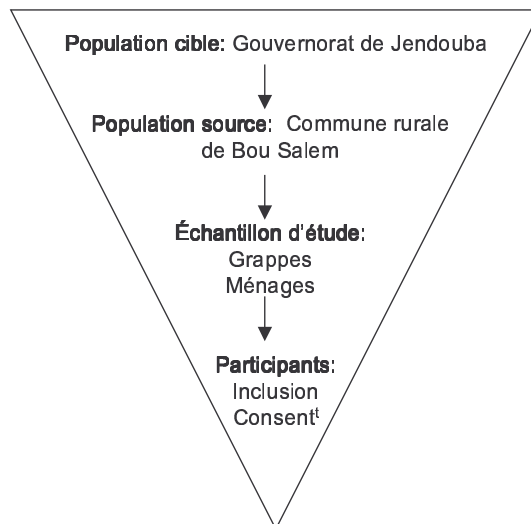 Population cible: Gouvernorat de Jendouba
Population source: Commune rurale
de Bou Salem
Échantillon d'étude:
Grappes
Ménages
Participants:
Inclusion
Consentᵗ